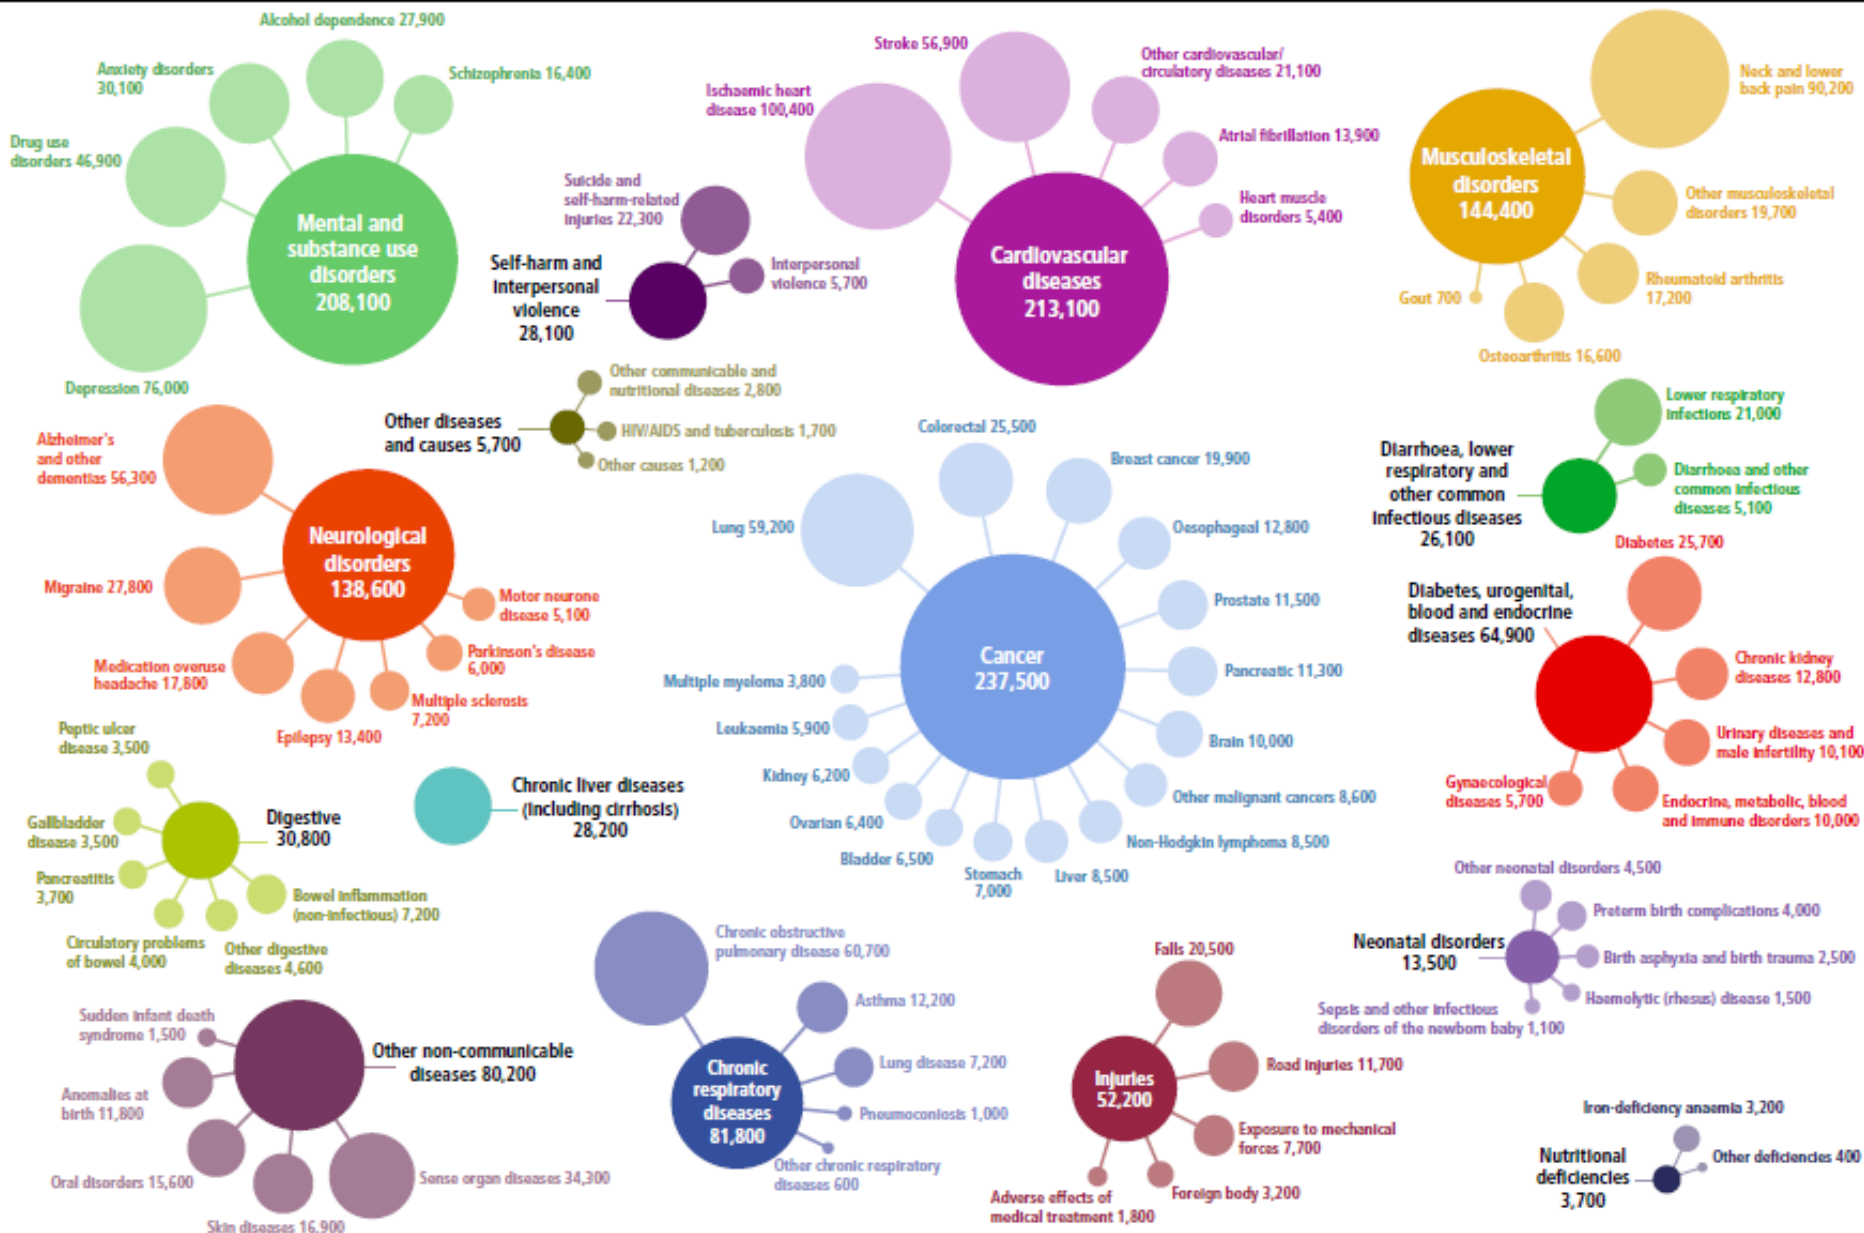 Alcohol dependence 27,900
Anxiety disorders
30,100
Schizophrenia 16,400
Drug use
disorders 46,900
Mental and
substance use
disorders
208,100
Depression 76,000
Suicide and
self-harm-related
injuries 22,300
Self-harm and
interpersonal
violence
28,100
Interpersonal
violence 5,700
Stroke 56,900
Other cardiovascular/
circulatory diseases 21,100
Ischaemic heart
disease 100,400
Atrial fibrillation 13,900
Heart muscle
disorders 5,400
Cardiovascular
diseases
213,100
Neck and lower
back pain 90,200
Musculoskeletal
disorders
144,400
Other musculoskeletal
disorders 19,700
Rheumatoid arthritis
17,200
Gout 700
Osteoarthritis 16,600
Other communicable and
nutritional diseases 2,800
Other diseases
and causes 5,700
HIV/AIDS and tuberculosis 1,700
Other causes 1,200
Alzheimer's
and other
dementias 56,300
Neurological
disorders
138,600
Migraine 27,800
Motor neurone
disease 5,100
Parkinson's disease
6,000
Medication overuse
headache 17,800
Multiple sclerosis
7,200
Epilepsy 13,400
Colorectal 25,500
Breast cancer 19,900
Lung 59,200
Oesophageal 12,800
Prostate 11,500
Cancer
237,500
Pancreatic 11,300
Multiple myeloma 3,800
Leukaemia 5,900
Brain 10,000
Kidney 6,200
Other malignant cancers 8,600
Ovarian 6,400
Non-Hodgkin lymphoma 8,500
Bladder 6,500
Stomach
7,000
Liver 8,500
Lower respiratory
infections 21,000
Diarrhoea, lower
respiratory and
other common
infectious diseases
26,100
Diarrhoea and other
common infectious
diseases 5,100
Diabetes 25,700
Diabetes, urogenital,
blood and endocrine
diseases 64,900
Chronic kidney
diseases 12,800
Urinary diseases and
male infertility 10,100
Gynaecological
diseases 5,700
Endocrine, metabolic, blood
and immune disorders 10,000
Peptic ulcer
disease 3,500
Gallbladder
disease 3,500
Digestive
30,800
Pancreatitis
3,700
Bowel inflammation
(non-infectious) 7,200
Circulatory problems
of bowel 4,000
Other digestive
diseases 4,600
Chronic liver diseases
(including cirrhosis)
28,200
Other neonatal disorders 4,500
Preterm birth complications 4,000
Neonatal disorders
13,500
Birth asphyxia and birth trauma 2,500
Haemolytic (rhesus) disease 1,500
Sepsis and other infectious
disorders of the newborn baby 1,100
Sudden infant death
syndrome 1,500
Other non-communicable
diseases 80,200
Anomalies at
birth 11,800
Oral disorders 15,600
Sense organ diseases 34,300
Skin diseases 16,900
Chronic obstructive
pulmonary disease 60,700
Asthma 12,200
Chronic
respiratory
diseases
81,800
Lung disease 7,200
Pneumoconiosis 1,000
Other chronic respiratory
diseases 600
Falls 20,500
Injuries
52,200
Road injuries 11,700
Exposure to mechanical
forces 7,700
Foreign body 3,200
Adverse effects of
medical treatment 1,800
Iron-deficiency anaemia 3,200
Nutritional
deficiencies
3,700
Other deficiencies 400